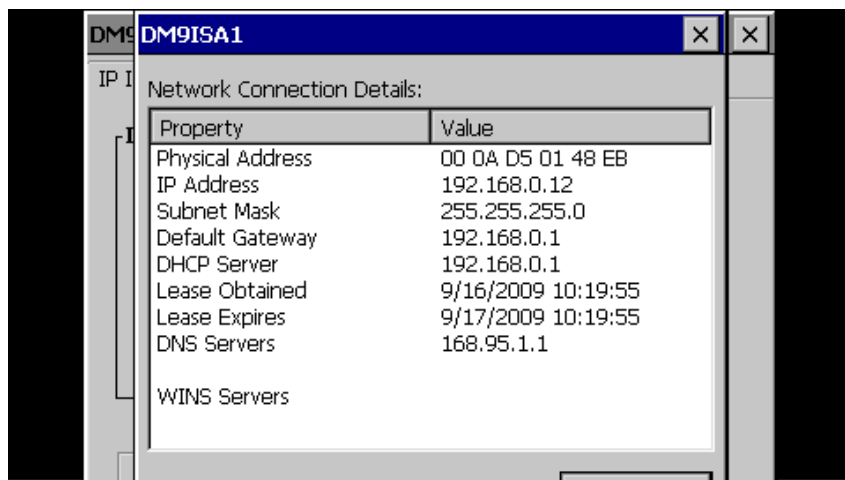 DM9
DM9ISA1
IP I
Network Connection Details:
Property Value
Physical Address 00 0A D5 01 48 EB
IP Address 192.168.0.12
Subnet Mask 255.255.255.0
Default Gateway 192.168.0.1
DHCP Server 192.168.0.1
Lease Obtained 9/16/2009 10:19:55
Lease Expires 9/17/2009 10:19:55
DNS Servers 168.95.1.1
WINS Servers